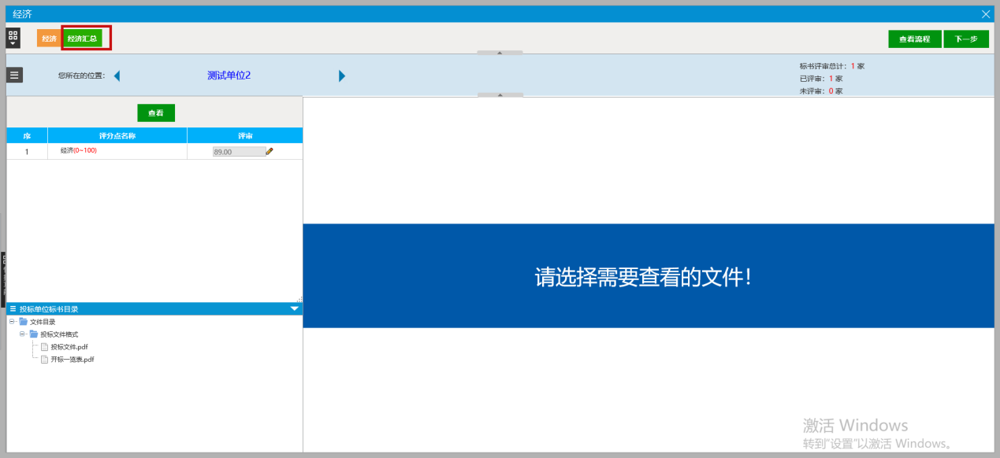 经济
经济 经济汇总 查看流程 下一步
您所在的位置: 测试单位2
标书评审总计: 1 家
已评审: 1 家
未评审: 0 家
查看
序 评分点名称 评审
1 经济(0~100) 89.00
请选择需要查看的文件!
投标单位标书目录
文件目录
投标文件格式
投标文件.pdf
开标一览表.pdf
激活 Windows
转到"设置"以激活 Windows。